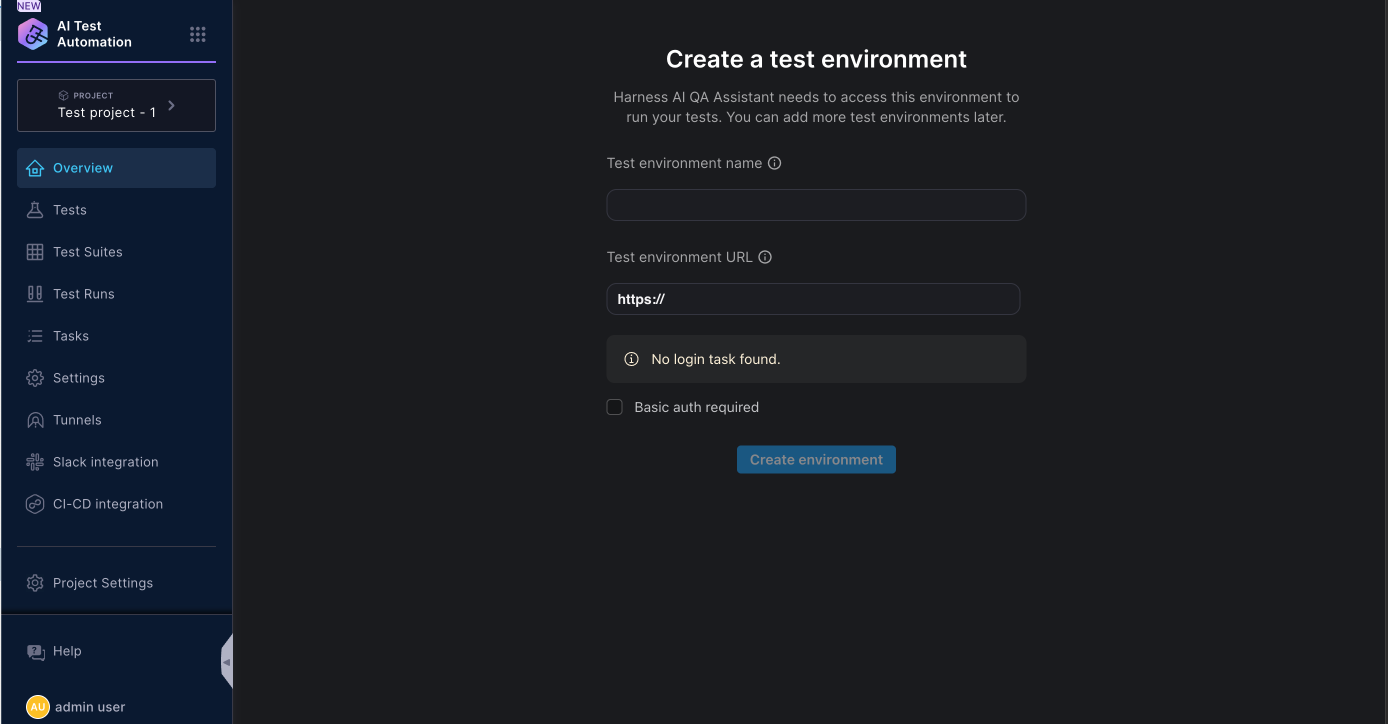 NEW
AI Test
Automation
PROJECT
Test project - 1
Overview
Tests
Test Suites
Test Runs
Tasks
Settings
Tunnels
Slack integration
CI-CD integration
Project Settings
Help
AU admin user
Create a test environment
Harness AI QA Assistant needs to access this environment to
run your tests. You can add more test environments later.
Test environment name
Test environment URL
https://
No login task found.
Basic auth required
Create environment